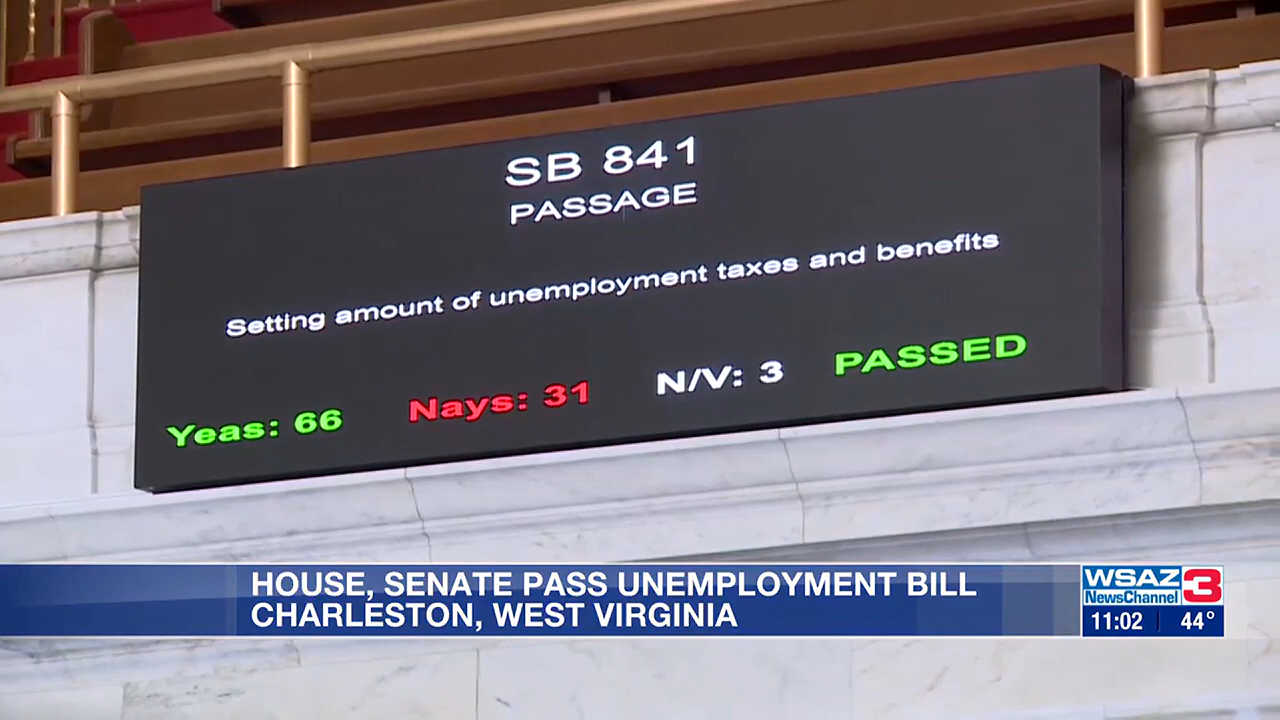 SB 841
PASSAGE
Setting amount of unemployment taxes and benefits
Yeas: 66 Nays: 31 N/V: 3 PASSED
HOUSE, SENATE PASS UNEMPLOYMENT BILL
CHARLESTON, WEST VIRGINIA
WSAZ 3
NewsChannel
11:02 44°